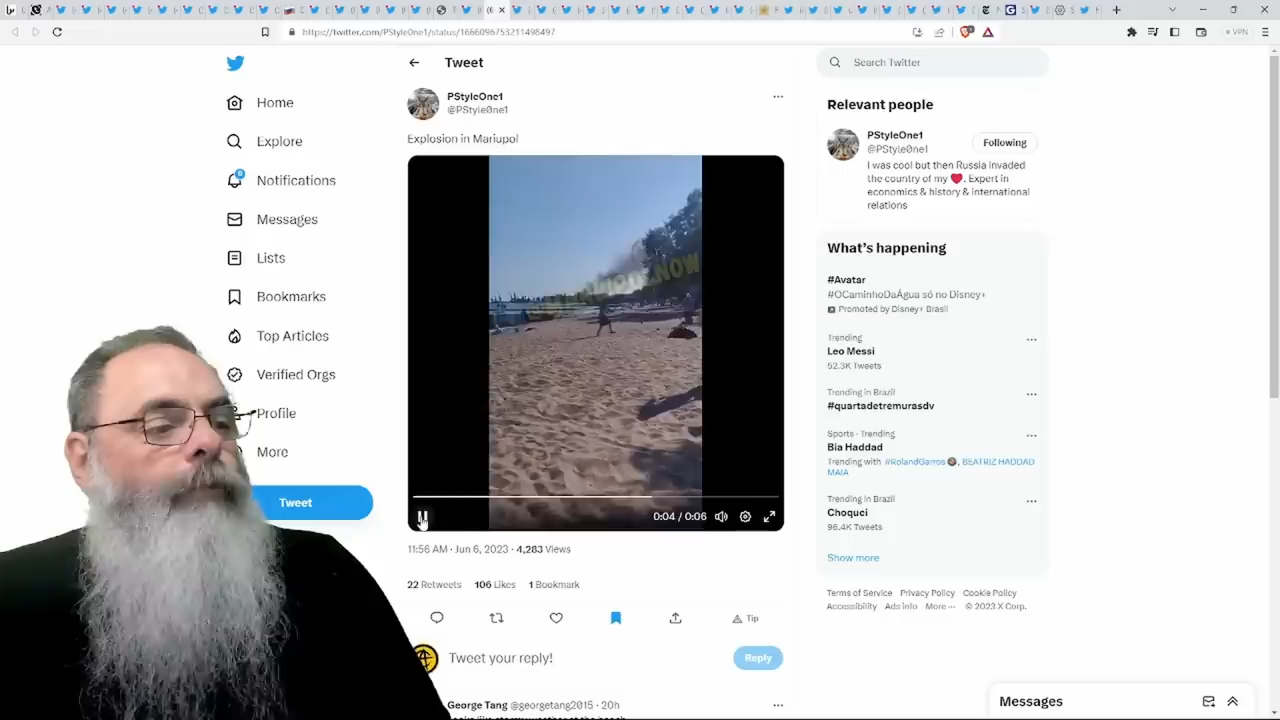 https://twitter.com/PStyle0ne1/status/1666096753211498497
VPN
Home
Explore
Notifications
Messages
Lists
Bookmarks
Top Articles
Verified Orgs
Profile
More
Tweet
Tweet
PStyleOne1
@PStyle0ne1
Explosion in Mariupol
.NOW
0:04 / 0:06
11:56 AM · Jun 6, 2023 · 4,283 Views
22 Retweets 106 Likes 1 Bookmark
Tip
Tweet your reply!
Reply
George Tang @georgetang2015 · 20h
Search Twitter
Relevant people
PStyleOne1
@PStyle0ne1
Following
I was cool but then Russia invaded
the country of my ❤️. Expert in
economics & history & international
relations
What's happening
#Avatar
#OCaminhoDaÁgua só no Disney+
Promoted by Disney+ Brasil
Trending
Leo Messi
52.3K Tweets
Trending in Brazil
#quartadetremurasdv
Sports · Trending
Bia Haddad
Trending with #RolandGarros, BEATRIZ HADDAD
MAIA
Trending in Brazil
Choquei
96.4K Tweets
Show more
Terms of Service Privacy Policy Cookie Policy
Accessibility Ads info More ··· © 2023 X Corp.
Messages